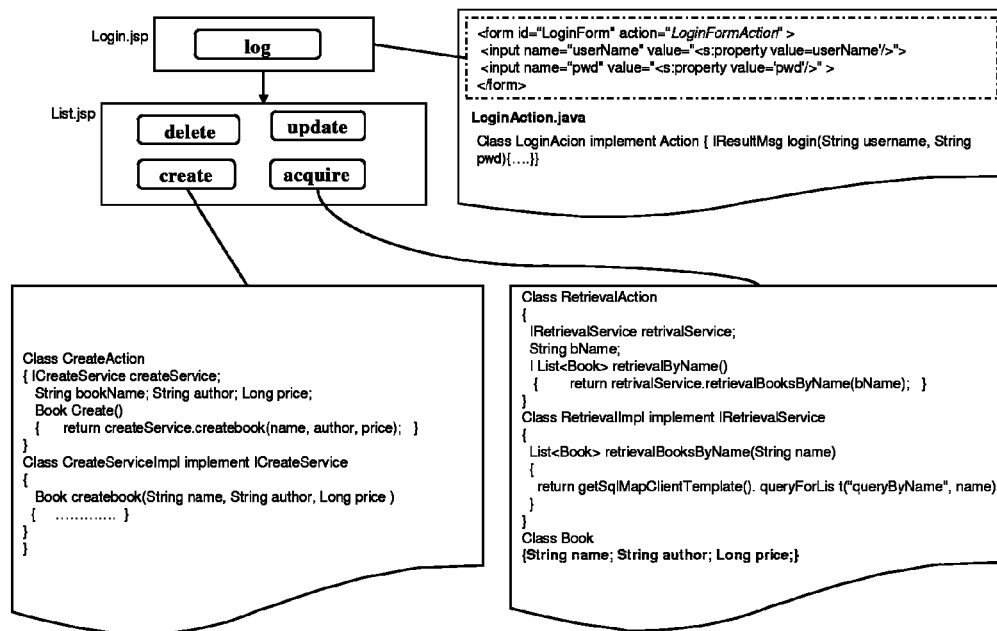 Login.jsp
log
List.jsp
delete
update
create
acquire
<form id="LoginForm" action="LoginFormAction" >
<input name="userName" value="<s:property value=userName'/>">
<input name="pwd" value="<s:property value='pwd'/>" >
</form>
LoginAction.java
Class LoginAcion implement Action { IResultMsg login(String username, String
pwd){....}}
Class CreateAction
{ ICreateService createService;
String bookName; String author; Long price;
Book Create()
{ return createService.createbook(name, author, price); }
}
Class CreateServiceImpl implement ICreateService
{
Book createbook(String name, String author, Long price )
{ ............. }
}
}
Class RetrievalAction
{
IRetrievalService retrivalService;
String bName;
I List<Book> retrievalByName()
{ return retrivalService.retrievalBooksByName(bName); }
}
Class RetrievalImpl implement IRetrievalService
{
List<Book> retrievalBooksByName(String name)
{
return getSqlMapClientTemplate(). queryForLis t("queryByName", name)
}
}
Class Book
{String name; String author; Long price;}